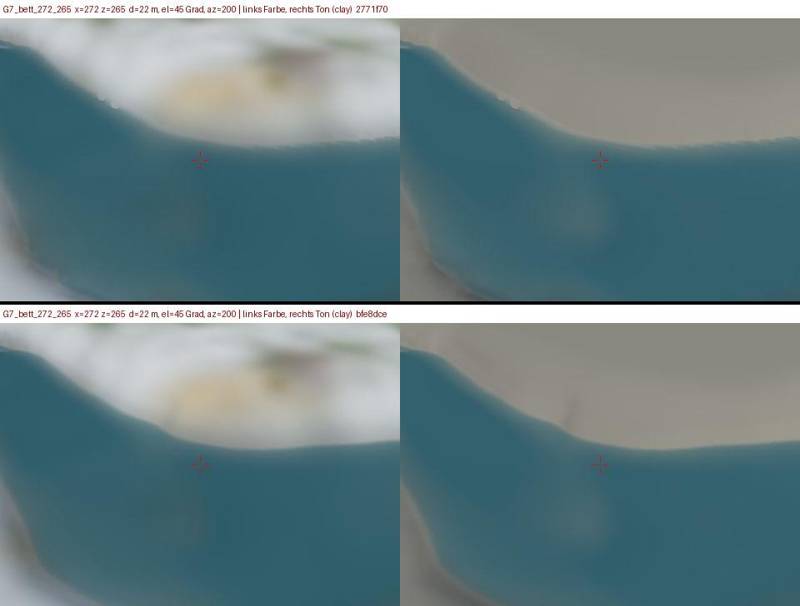 G7_bett_272_265 x=272 z=265 d=22 m, el=45 Grad, az=200 | links Farbe, rechts Ton (clay) 2771f70
G7_bett_272_265 x=272 z=265 d=22 m, el=45 Grad, az=200 | links Farbe, rechts Ton (clay) bfe8dce